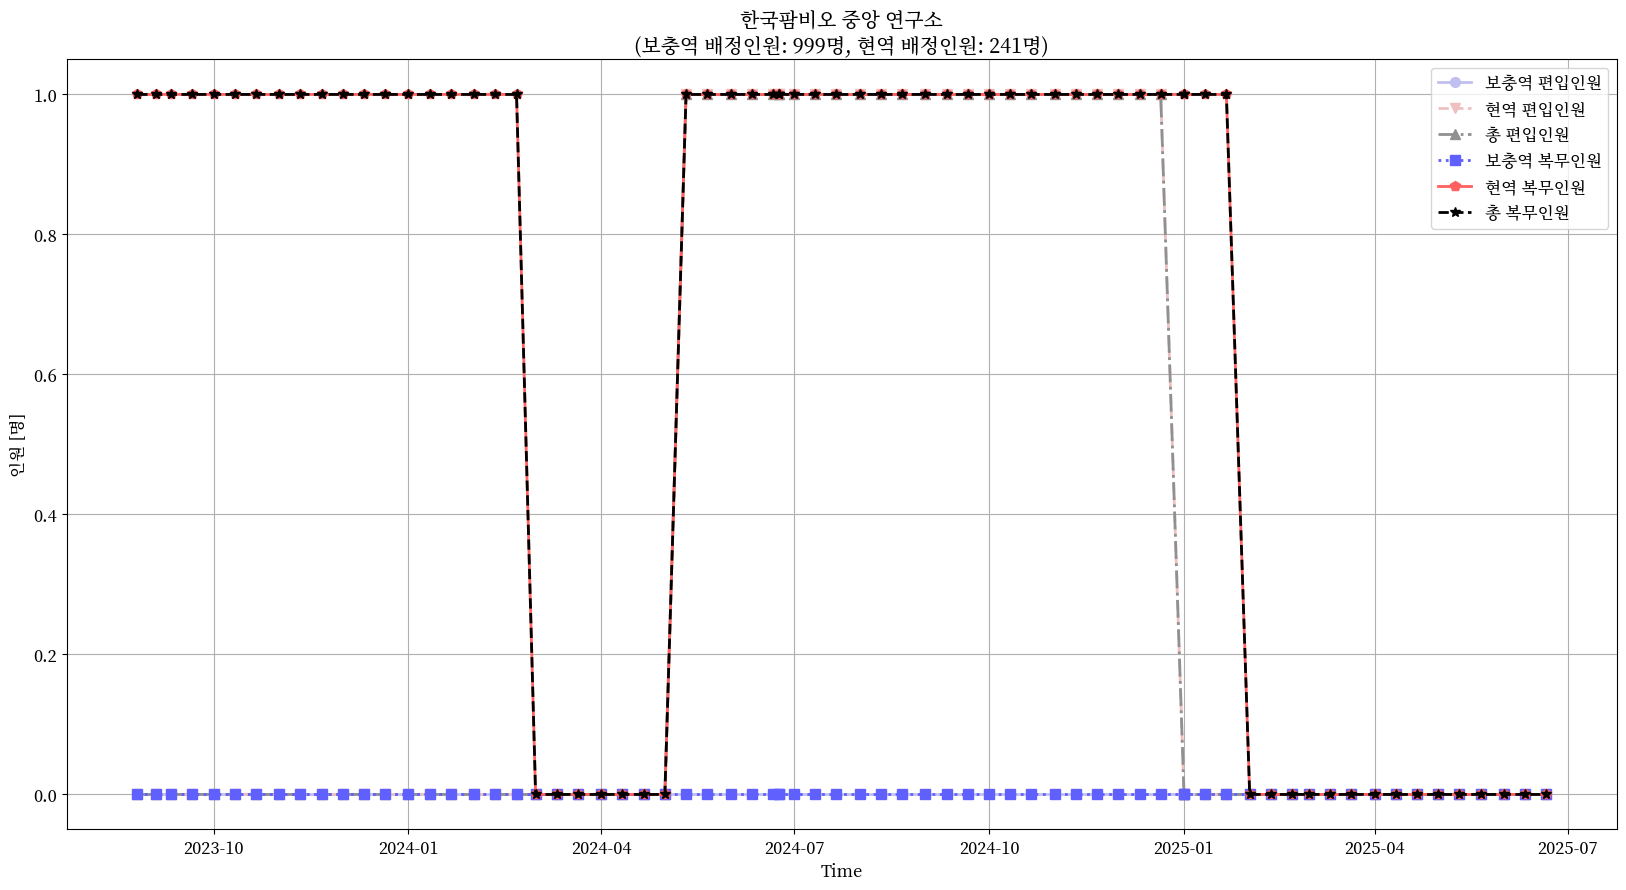 한국팜비오 중앙 연구소
(보충역 배정인원: 999명, 현역 배정인원: 241명)
보충역 편입인원
현역 편입인원
총 편입인원
보충역 복무인원
현역 복무인원
총 복무인원
인원 [명]
1.0
0.8
0.6
0.4
0.2
0.0
2023-10
2024-01
2024-04
2024-07
2024-10
2025-01
2025-04
2025-07
Time